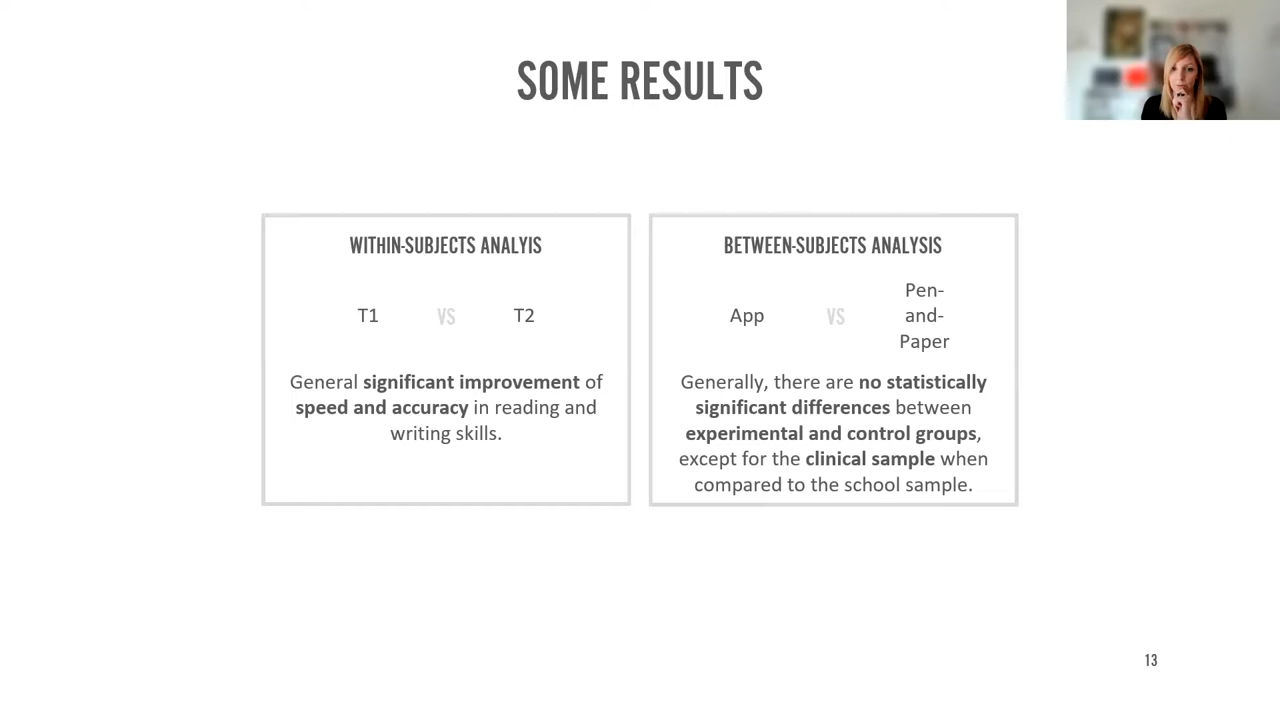 SOME RESULTS
WITHIN-SUBJECTS ANALYIS
T1 VS T2
General significant improvement of
speed and accuracy in reading and
writing skills.
BETWEEN-SUBJECTS ANALYSIS
App VS Pen-
and-
Paper
Generally, there are no statistically
significant differences between
experimental and control groups,
except for the clinical sample when
compared to the school sample.
13